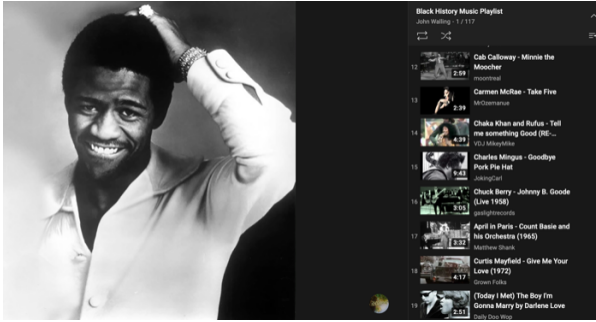 Black History Music Playlist
John Walling - 1 / 117
12
2:59
Cab Calloway - Minnie the
Moocher
moontreal
13
2:39
Carmen McRae - Take Five
MrOzemanue
14
4:39
Chaka Khan and Rufus - Tell
me something Good (RE-...
VDJ MikeyMike
15
9:43
Charles Mingus - Goodbye
Pork Pie Hat
JokingCarl
16
3:05
Chuck Berry - Johnny B. Goode
(Live 1958)
gaslightrecords
17
3:32
April in Paris - Count Basie and
his Orchestra (1965)
Matthew Shank
18
4:17
Curtis Mayfield - Give Me Your
Love (1972)
Grown Folks
19
2:51
(Today I Met) The Boy I'm
Gonna Marry by Darlene Love
Daily Doo Wop